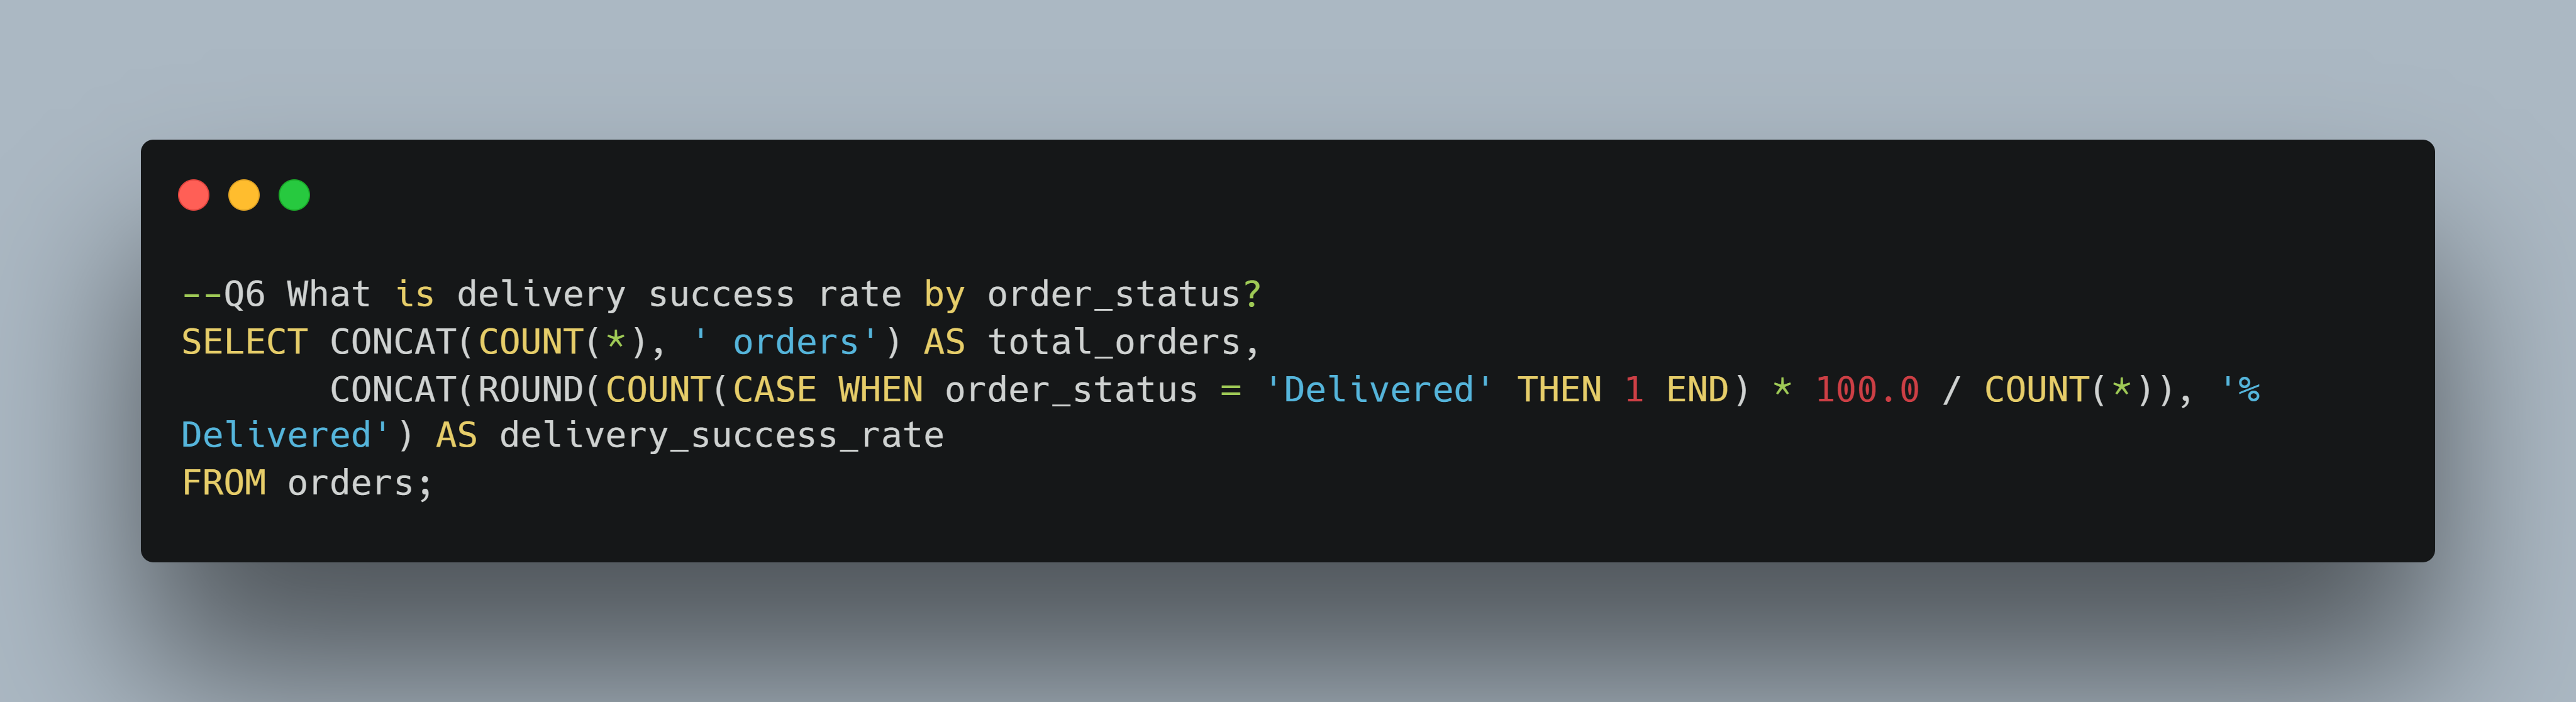 --Q6 What is delivery success rate by order_status?
SELECT CONCAT(COUNT(*), ' orders') AS total_orders,
       CONCAT(ROUND(COUNT(CASE WHEN order_status = 'Delivered' THEN 1 END) * 100.0 / COUNT(*)), '%
Delivered') AS delivery_success_rate
FROM orders;